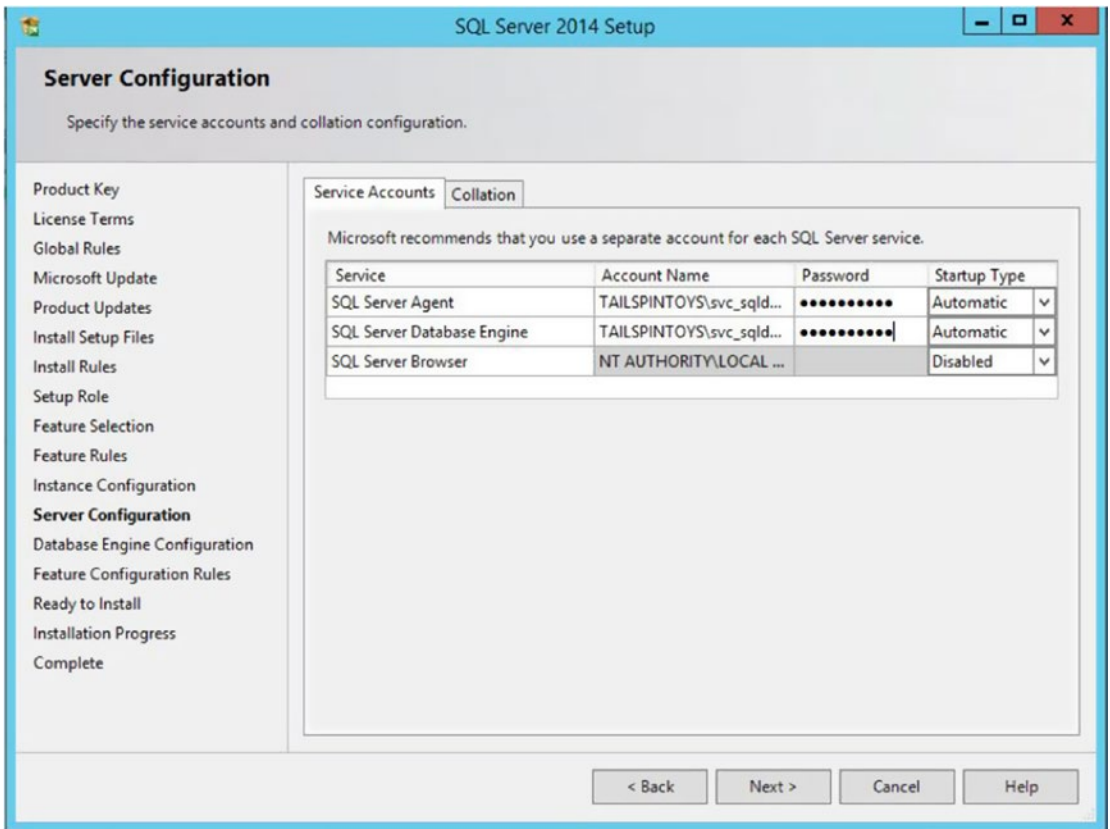 SQL Server 2014 Setup
Server Configuration
Specify the service accounts and collation configuration.
Product Key
License Terms
Global Rules
Microsoft Update
Product Updates
Install Setup Files
Install Rules
Setup Role
Feature Selection
Feature Rules
Instance Configuration
Server Configuration
Database Engine Configuration
Feature Configuration Rules
Ready to Install
Installation Progress
Complete
Service Accounts Collation
Microsoft recommends that you use a separate account for each SQL Server service.
Service Account Name Password Startup Type
SQL Server Agent TAILSPINTOYS\svc_sqld... ●●●●●●●●●● Automatic
SQL Server Database Engine TAILSPINTOYS\svc_sqld... ●●●●●●●●●● Automatic
SQL Server Browser NT AUTHORITY\LOCAL ... Disabled
< Back Next > Cancel Help